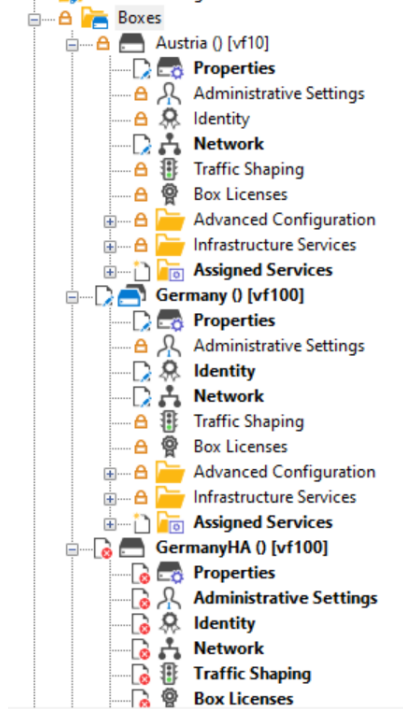 Boxes
Austria () [vf10]
Properties
Administrative Settings
Identity
Network
Traffic Shaping
Box Licenses
Advanced Configuration
Infrastructure Services
Assigned Services
Germany () [vf100]
Properties
Administrative Settings
Identity
Network
Traffic Shaping
Box Licenses
Advanced Configuration
Infrastructure Services
Assigned Services
GermanyHA () [vf100]
Properties
Administrative Settings
Identity
Network
Traffic Shaping
Box Licenses